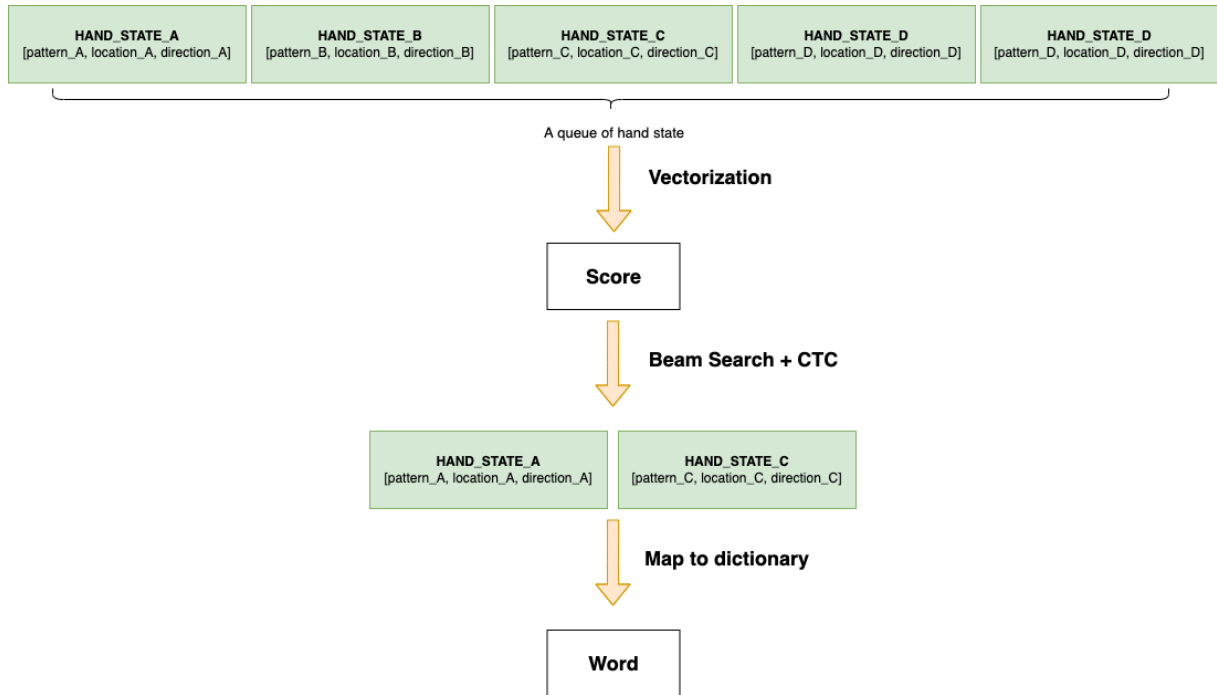 HAND_STATE_A
[pattern_A, location_A, direction_A]
HAND_STATE_B
[pattern_B, location_B, direction_B]
HAND_STATE_C
[pattern_C, location_C, direction_C]
HAND_STATE_D
[pattern_D, location_D, direction_D]
HAND_STATE_D
[pattern_D, location_D, direction_D]
A queue of hand state
Vectorization
Score
Beam Search + CTC
HAND_STATE_A
[pattern_A, location_A, direction_A]
HAND_STATE_C
[pattern_C, location_C, direction_C]
Map to dictionary
Word